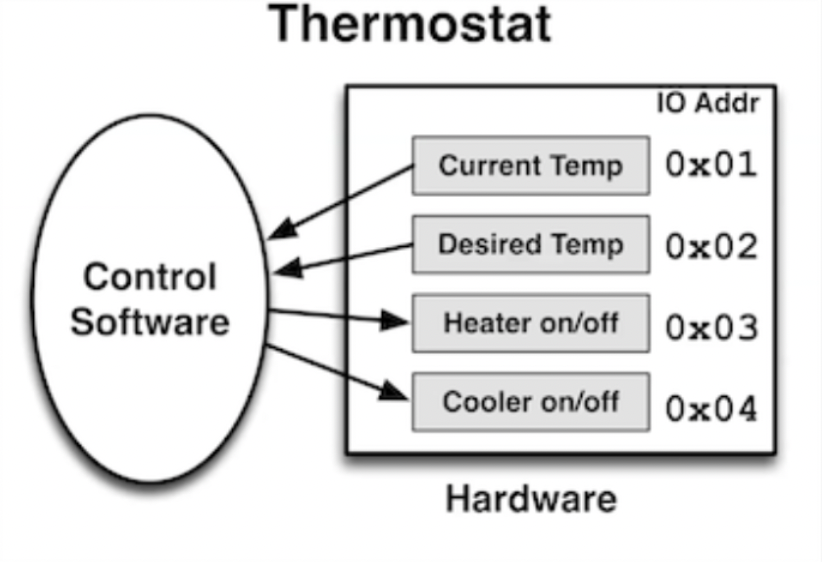 Thermostat
IO Addr
Current Temp 0x01
Desired Temp 0x02
Control
Software
Heater on/off 0x03
Cooler on/off 0x04
Hardware